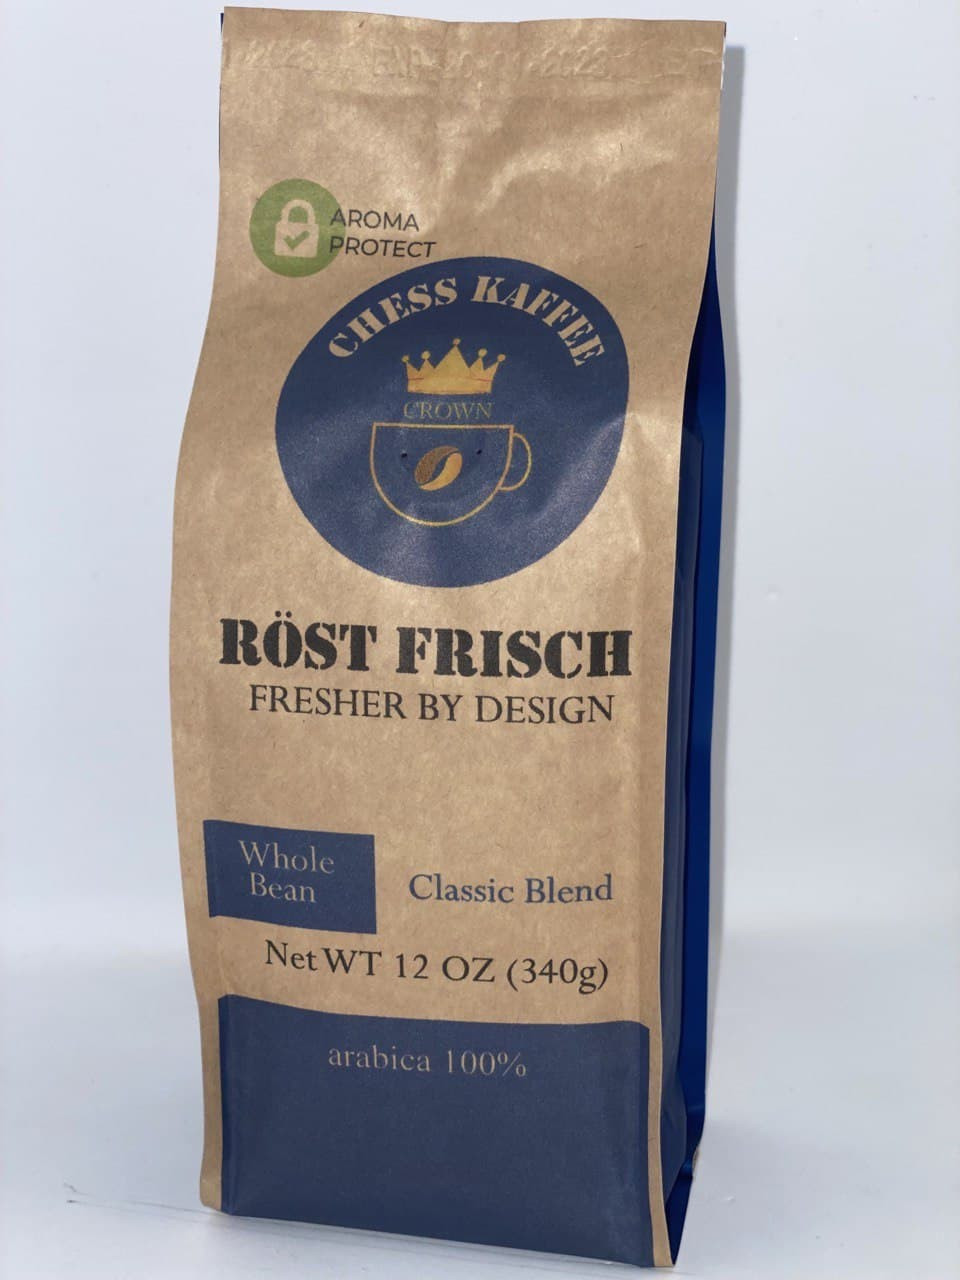 AROMA
PROTECT
CHESS KAFFEE
CROWN
RÖST FRISCH
FRESHER BY DESIGN
Whole
Bean
Classic Blend
Net WT 12 OZ (340g)
arabica 100%